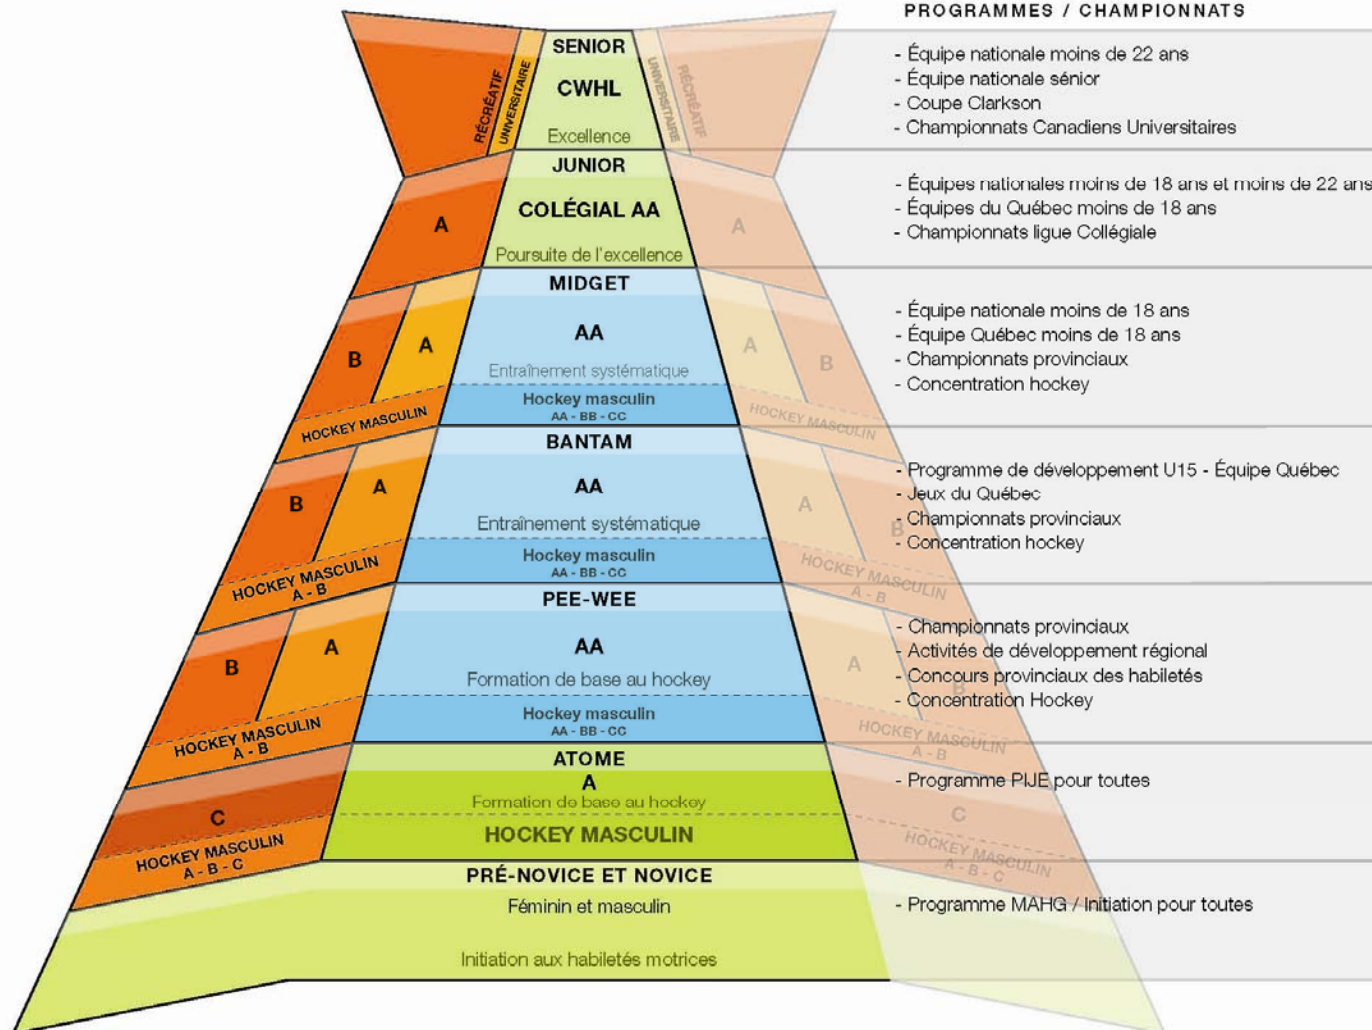 PROGRAMMES / CHAMPIONNATS
SENIOR
CWHL
Excellence
RÉCRÉATIF
UNIVERSITAIRE
UNIVERSITAIRE
RÉCRÉATIF
- Équipe nationale moins de 22 ans
- Équipe nationale sénior
- Coupe Clarkson
- Championnats Canadiens Universitaires
JUNIOR
COLÉGIAL AA
Poursuite de l'excellence
A
A
- Équipes nationales moins de 18 ans et moins de 22 ans
- Équipes du Québec moins de 18 ans
- Championnats ligue Collégiale
MIDGET
AA
Entraînement systématique
Hockey masculin
AA - BB - CC
B
A
HOCKEY MASCULIN
A
B
HOCKEY MASCULIN
- Équipe nationale moins de 18 ans
- Équipe Québec moins de 18 ans
- Championnats provinciaux
- Concentration hockey
BANTAM
AA
Entraînement systématique
Hockey masculin
AA - BB - CC
B
A
HOCKEY MASCULIN
A - B
A
B
HOCKEY MASCULIN
A - B
- Programme de développement U15 - Équipe Québec
- Jeux du Québec
- Championnats provinciaux
- Concentration hockey
PEE-WEE
AA
Formation de base au hockey
Hockey masculin
AA - BB - CC
B
A
HOCKEY MASCULIN
A - B
A
B
HOCKEY MASCULIN
A - B
- Championnats provinciaux
- Activités de développement régional
- Concours provinciaux des habiletés
- Concentration Hockey
ATOME
A
Formation de base au hockey
HOCKEY MASCULIN
C
HOCKEY MASCULIN
A - B - C
C
HOCKEY MASCULIN
A - B - C
- Programme PIJE pour toutes
PRÉ-NOVICE ET NOVICE
Féminin et masculin
Initiation aux habiletés motrices
- Programme MAHG / Initiation pour toutes